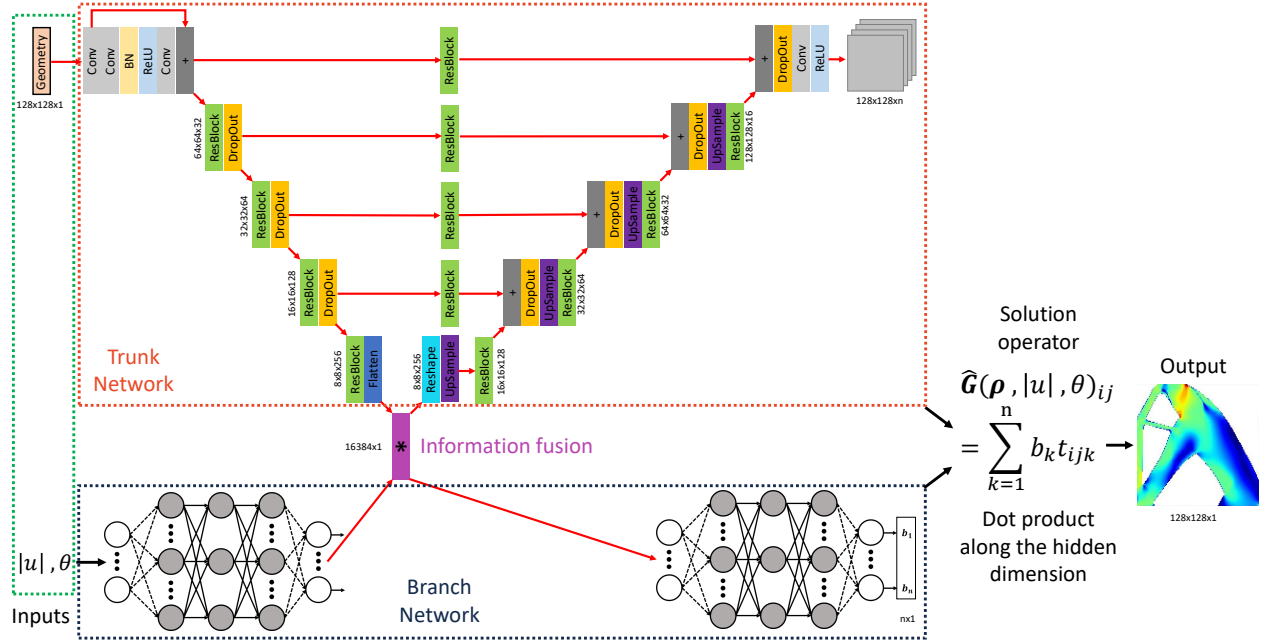 Geometry
128x128x1
Conv
Conv
BN
ReLU
Conv
+
ResBlock
+
DropOut
Conv
ReLU
128x128xn
64x64x32
ResBlock
DropOut
ResBlock
+
DropOut
UpSample
ResBlock
128x128x16
32x32x64
ResBlock
DropOut
ResBlock
+
DropOut
UpSample
ResBlock
64x64x32
16x16x128
ResBlock
DropOut
ResBlock
+
DropOut
UpSample
ResBlock
32x32x64
8x8x256
ResBlock
Flatten
8x8x256
Reshape
UpSample
ResBlock
16x16x128
Trunk
Network
16384x1
*
Information fusion
|u| , θ
Inputs
Branch
Network
b₁
bₙ
nx1
Solution
operator
Ĝ(ρ , |u| , θ)ᵢⱼ
= ∑ₖ₌₁ⁿ bₖtᵢⱼₖ
Dot product
along the hidden
dimension
Output
128x128x1